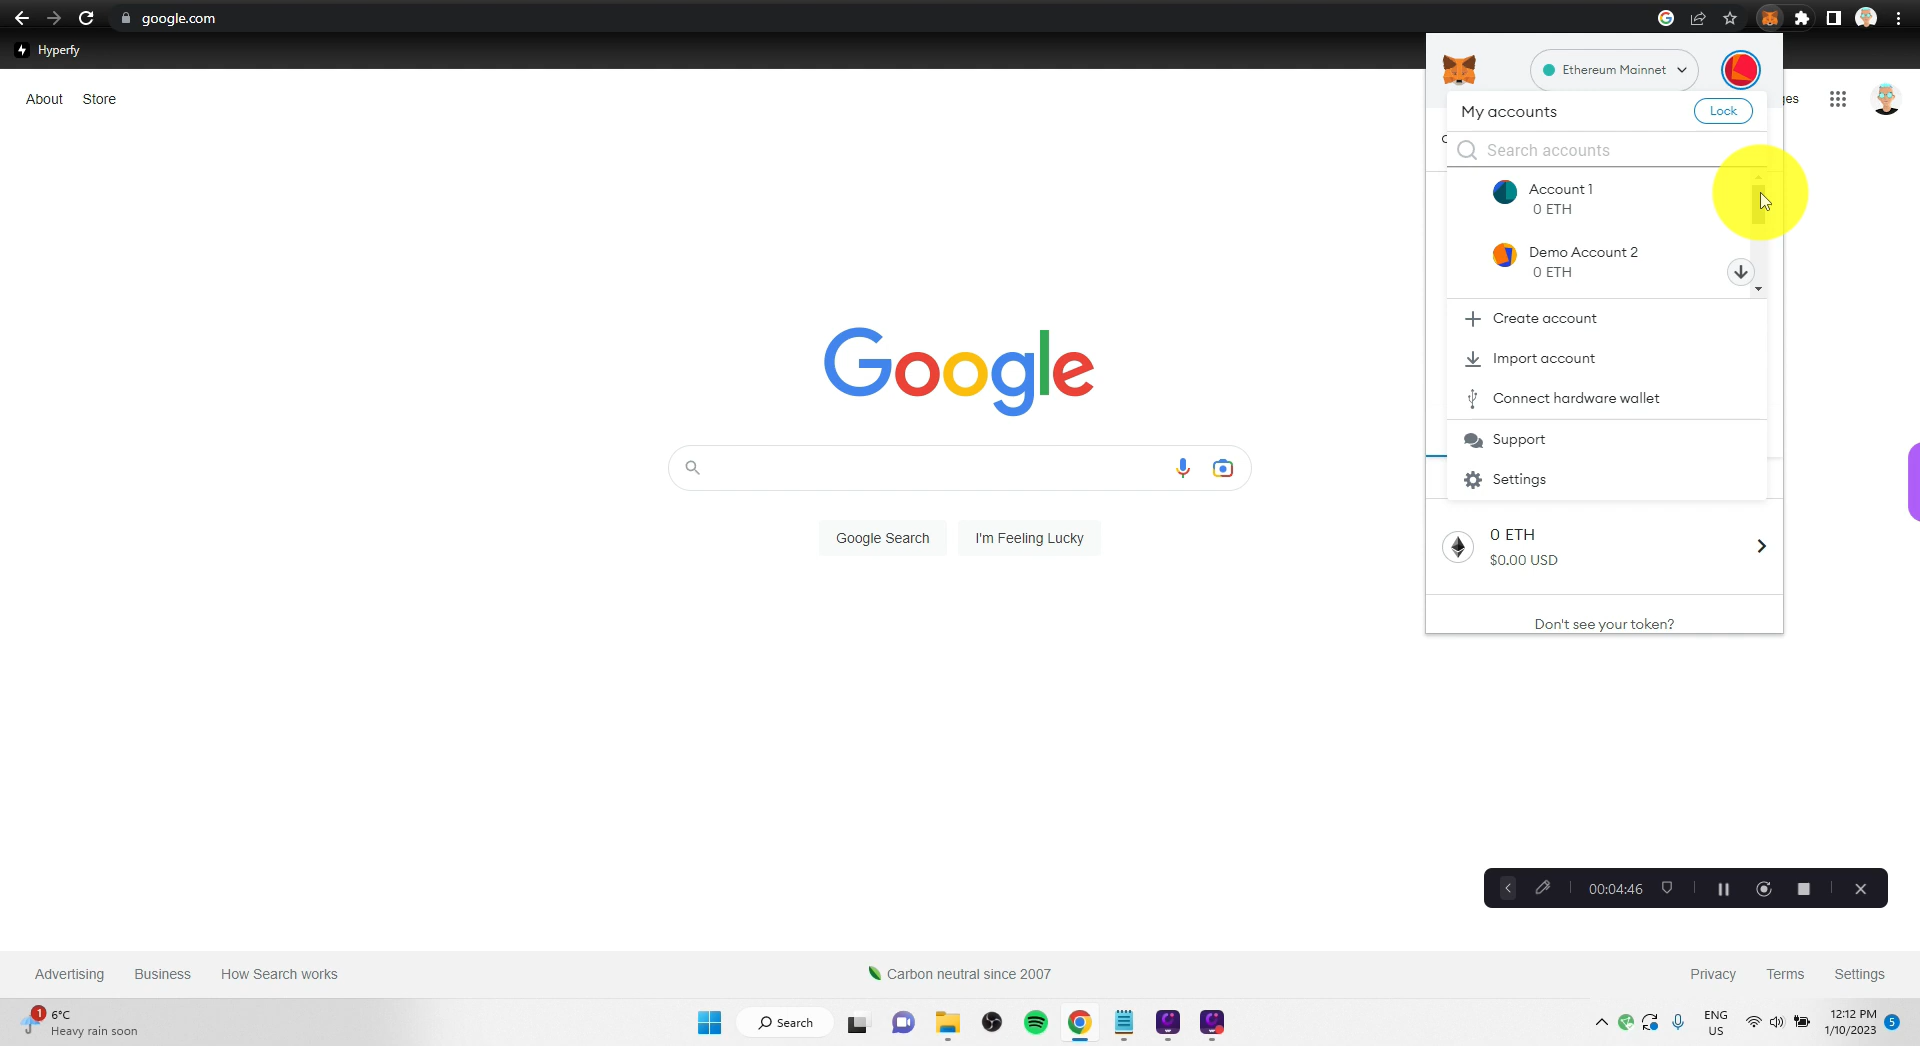 google.com
Hyperfy
About Store
Ethereum Mainnet
My accounts
Lock
Search accounts
Account 1
0 ETH
Demo Account 2
0 ETH
Create account
Import account
Connect hardware wallet
Support
Settings
0 ETH
$0.00 USD
Don't see your token?
Google
Google Search I'm Feeling Lucky
00:04:46
Advertising Business How Search works
Carbon neutral since 2007
Privacy Terms Settings
1
6°C
Heavy rain soon
Search
ENG
US
12:12 PM
1/10/2023
5